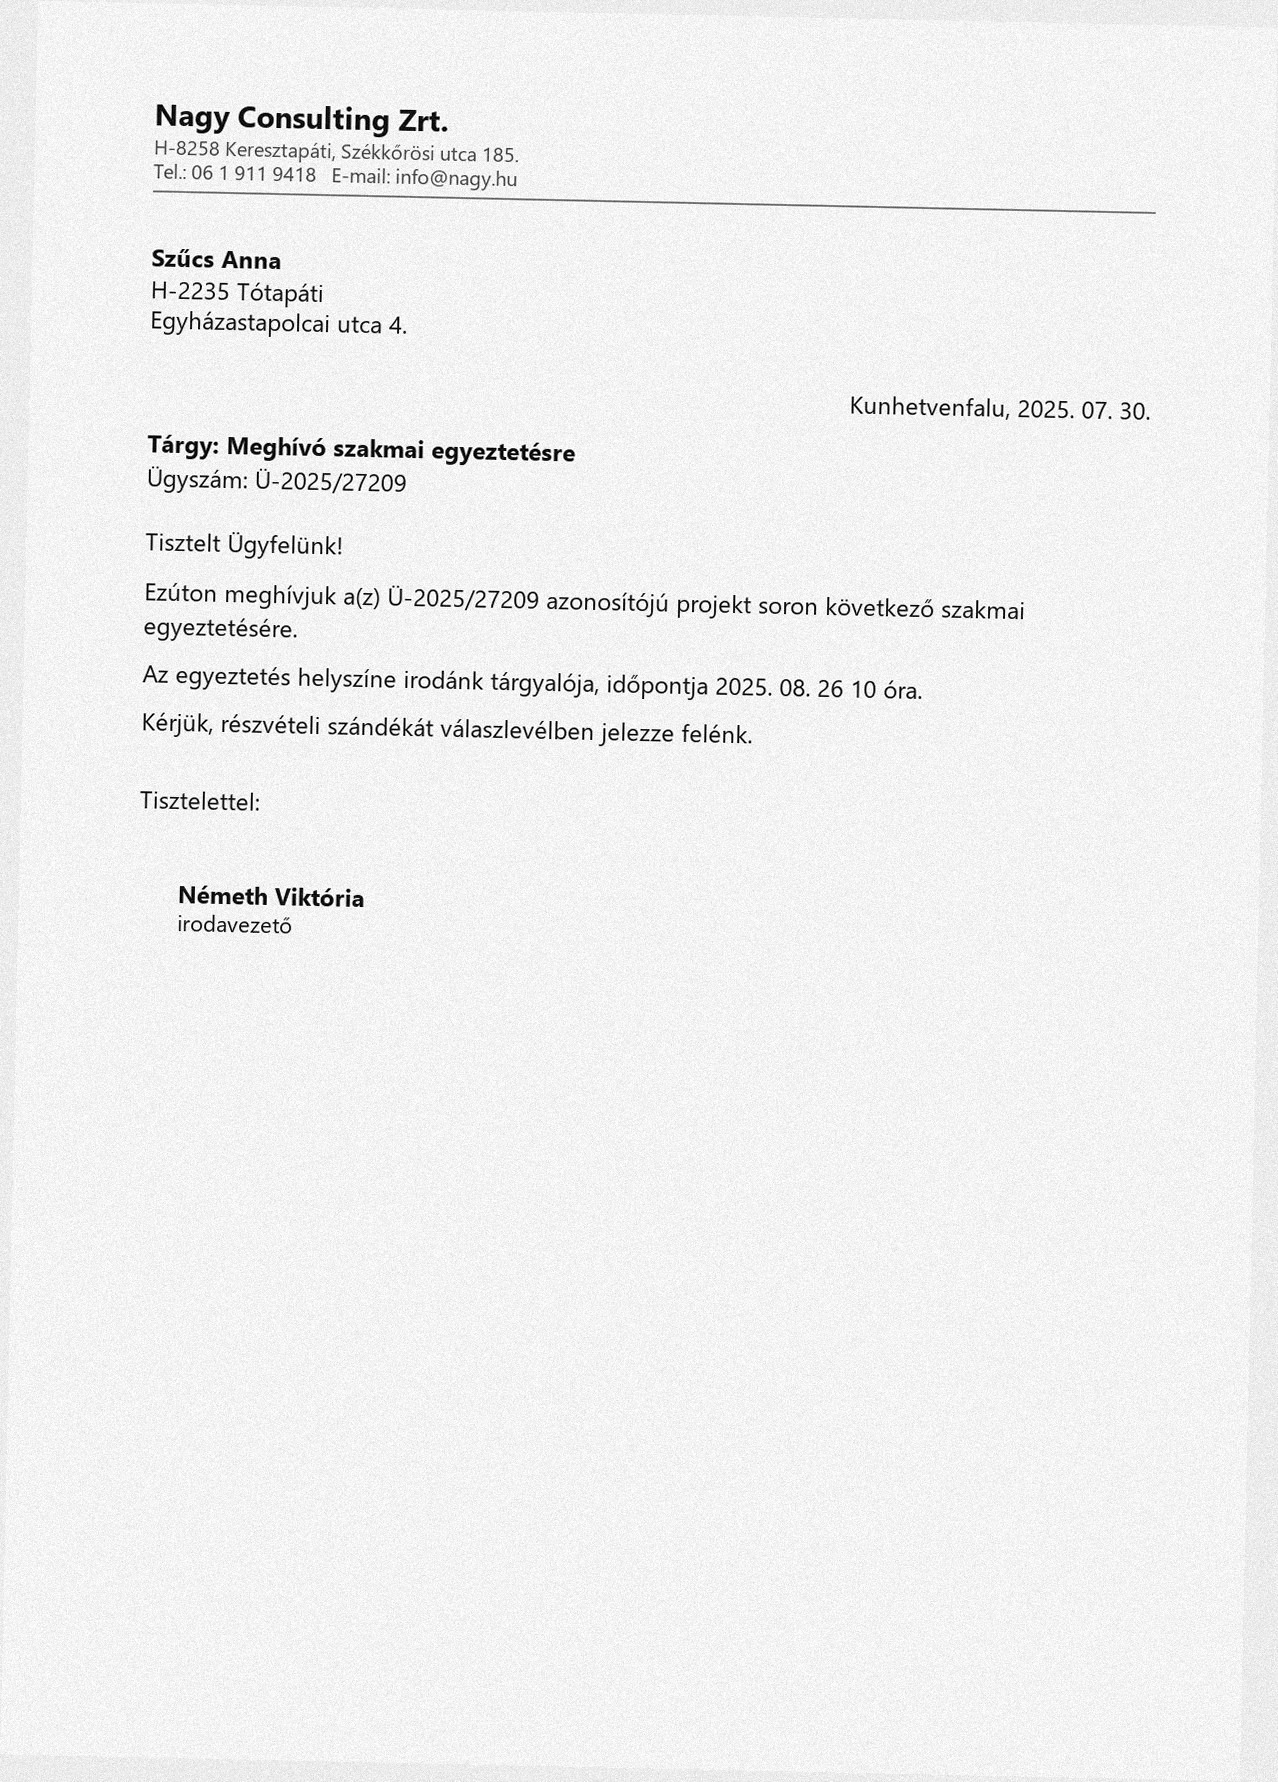 Nagy Consulting Zrt.
H-8258 Keresztapáti, Székkőrösi utca 185.
Tel.: 06 1 911 9418   E-mail: info@nagy.hu
Szűcs Anna
H-2235 Tótapáti
Egyházastapolcai utca 4.
Kunhetvenfalu, 2025. 07. 30.
Tárgy: Meghívó szakmai egyeztetésre
Ügyszám: Ü-2025/27209
Tisztelt Ügyfelünk!
Ezúton meghívjuk a(z) Ü-2025/27209 azonosítójú projekt soron következő szakmai
egyeztetésére.
Az egyeztetés helyszíne irodánk tárgyalója, időpontja 2025. 08. 26 10 óra.
Kérjük, részvételi szándékát válaszlevélben jelezze felénk.
Tisztelettel:
Németh Viktória
irodavezető